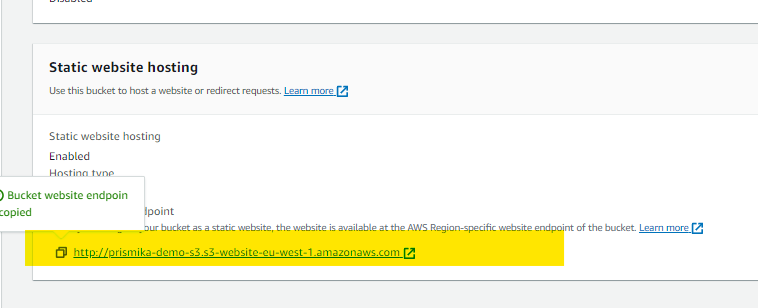 Disabled
Static website hosting
Use this bucket to host a website or redirect requests. Learn more
Static website hosting
Enabled
Hosting type
Bucket website endpoin
copied
dpoint
your bucket as a static website, the website is available at the AWS Region-specific website endpoint of the bucket. Learn more
http://prismika-demo-s3.s3-website-eu-west-1.amazonaws.com